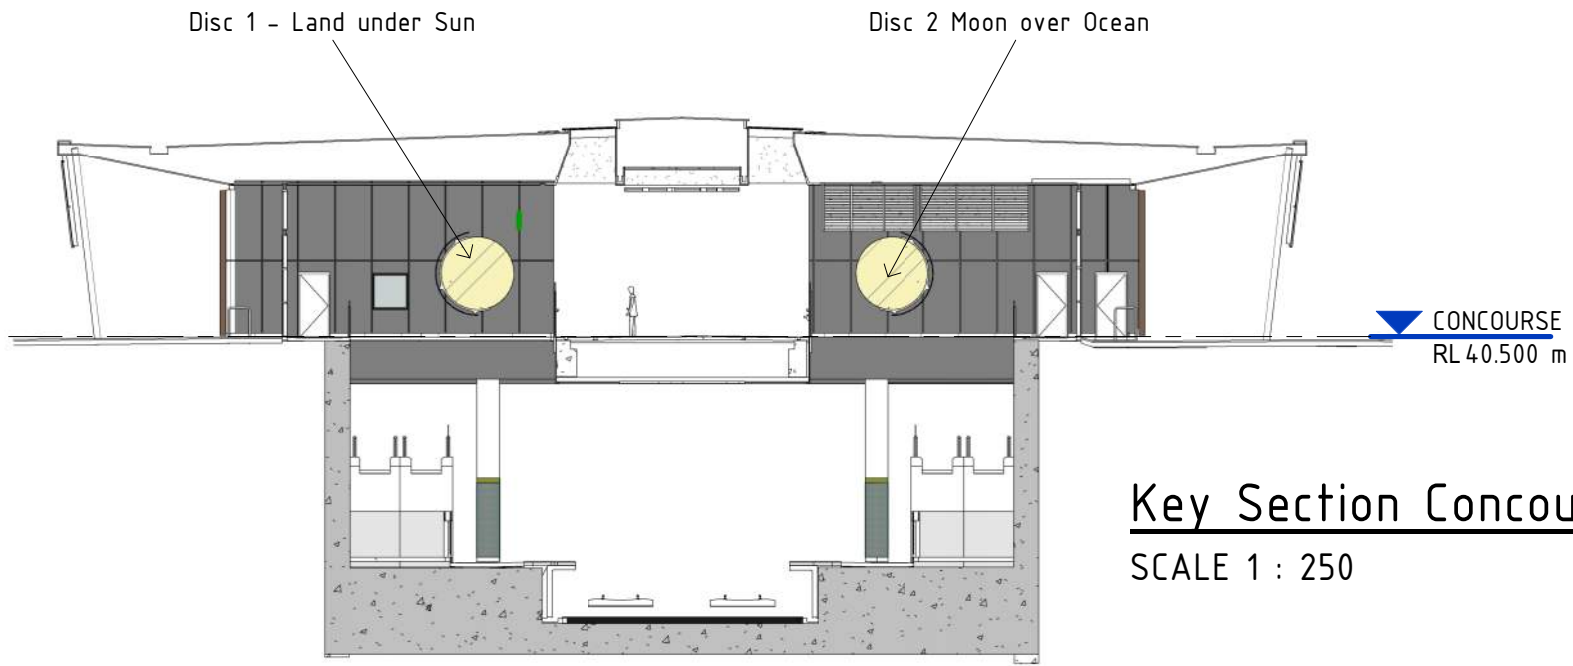 Disc 1 - Land under Sun
Disc 2 Moon over Ocean
CONCOURSE
RL 40.500 m
Key Section Concou
SCALE 1 : 250